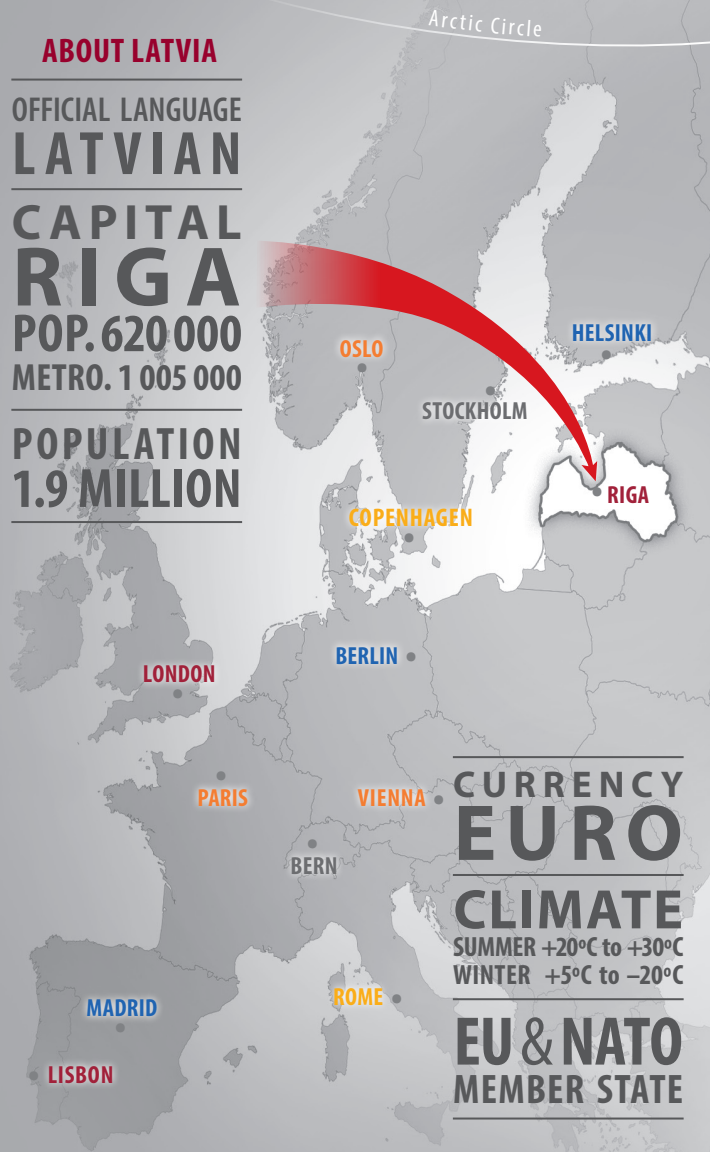 Arctic Circle
ABOUT LATVIA
OFFICIAL LANGUAGE
LATVIAN
CAPITAL
RIGA
POP. 620 000
METRO. 1 005 000
POPULATION
1.9 MILLION
HELSINKI
OSLO
STOCKHOLM
RIGA
COPENHAGEN
BERLIN
LONDON
PARIS
VIENNA
BERN
ROME
MADRID
LISBON
CURRENCY
EURO
CLIMATE
SUMMER +20ºC to +30ºC
WINTER +5ºC to –20ºC
EU & NATO
MEMBER STATE